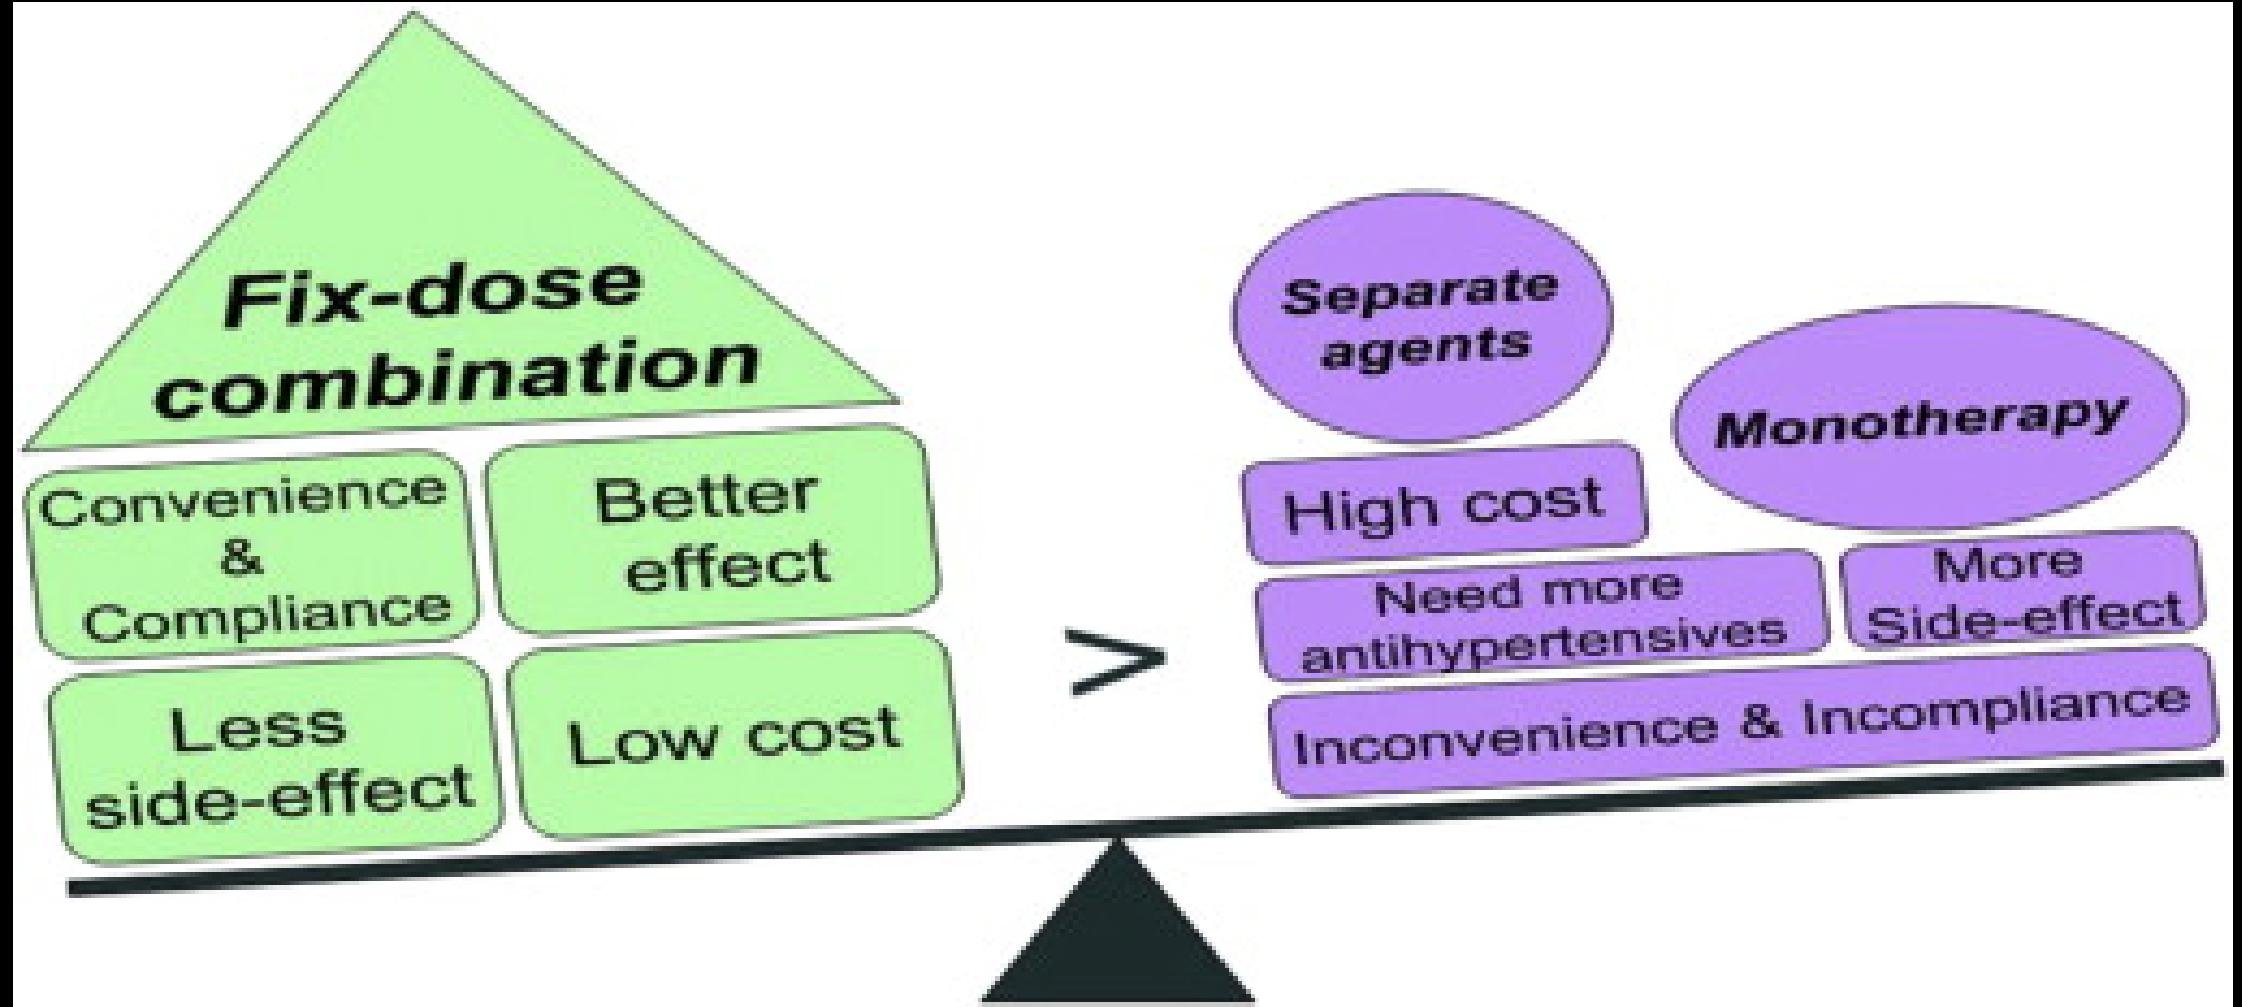 Fix-dose
combination
Convenience
&
Compliance
Better
effect
Less
side-effect
Low cost
>
Separate
agents
Monotherapy
High cost
Need more
antihypertensives
More
Side-effect
Inconvenience & Incompliance